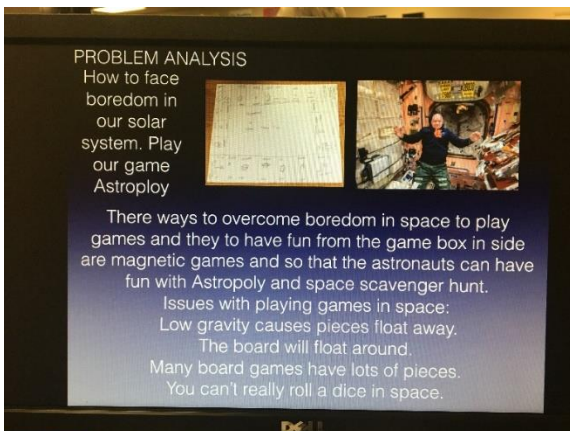 PROBLEM ANALYSIS
How to face
boredom in
our solar
system. Play
our game
Astroploy
There ways to overcome boredom in space to play
games and they to have fun from the game box in side
are magnetic games and so that the astronauts can have
fun with Astropoly and space scavenger hunt.
Issues with playing games in space:
Low gravity causes pieces float away.
The board will float around.
Many board games have lots of pieces.
You can't really roll a dice in space.